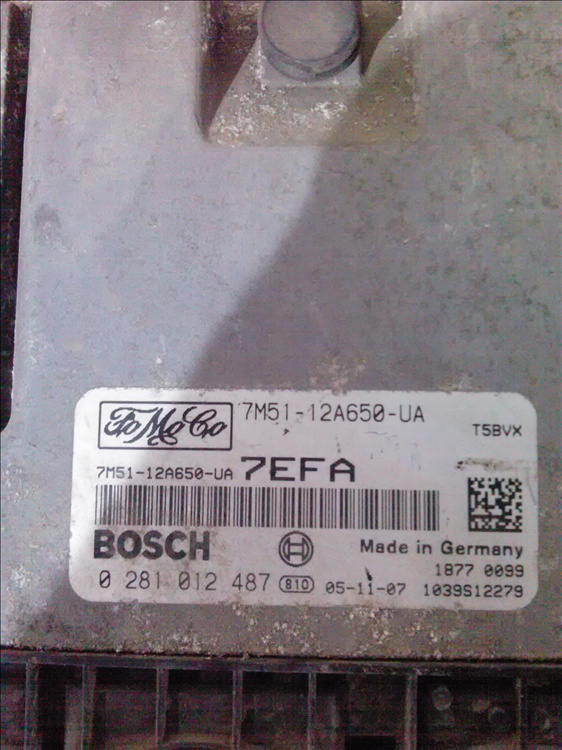 FoMoCo 7M51-12A650-UA
T5BVX
7M51-12A650-UA 7EFA
BOSCH
Made in Germany
1877 0099
0 281 012 487 810 05-11-07 1039S12279